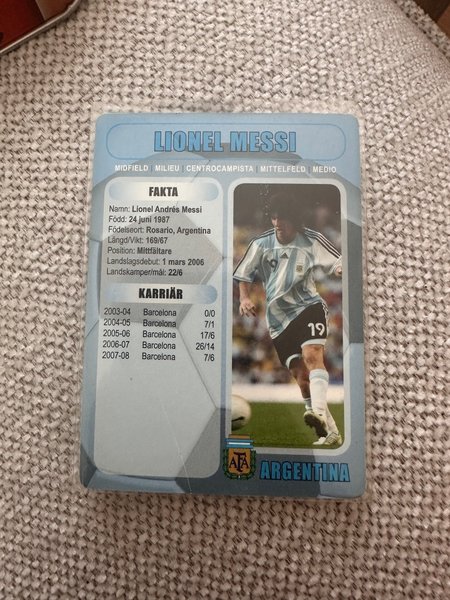 LIONEL MESSI
MIDFIELD | MILIEU | CENTROCAMPISTA | MITTELFELD | MEDIO
FAKTA
Namn: Lionel Andrés Messi
Född: 24 juni 1987
Födelseort: Rosario, Argentina
Längd/Vikt: 169/67
Position: Mittfältare
Landslagsdebut: 1 mars 2006
Landskamper/mål: 22/6
KARRIÄR
2003-04 Barcelona 0/0
2004-05 Barcelona 7/1
2005-06 Barcelona 17/6
2006-07 Barcelona 26/14
2007-08 Barcelona 7/6
19
19
AFA
ARGENTINA